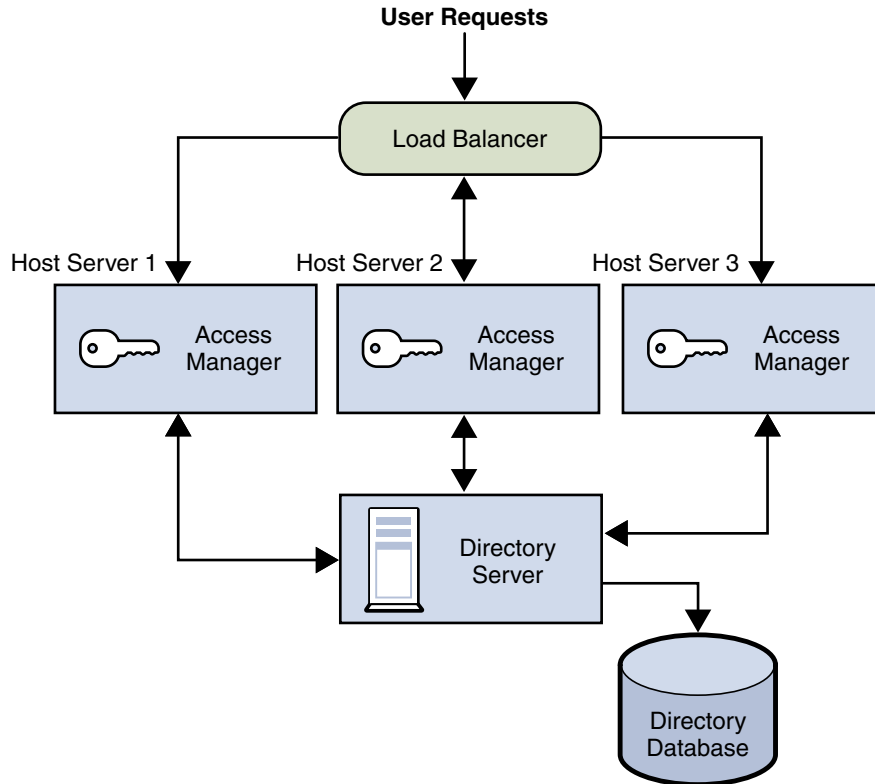 User Requests
Load Balancer
Host Server 1
Host Server 2
Host Server 3
Access
Manager
Access
Manager
Access
Manager
Directory
Server
Directory
Database